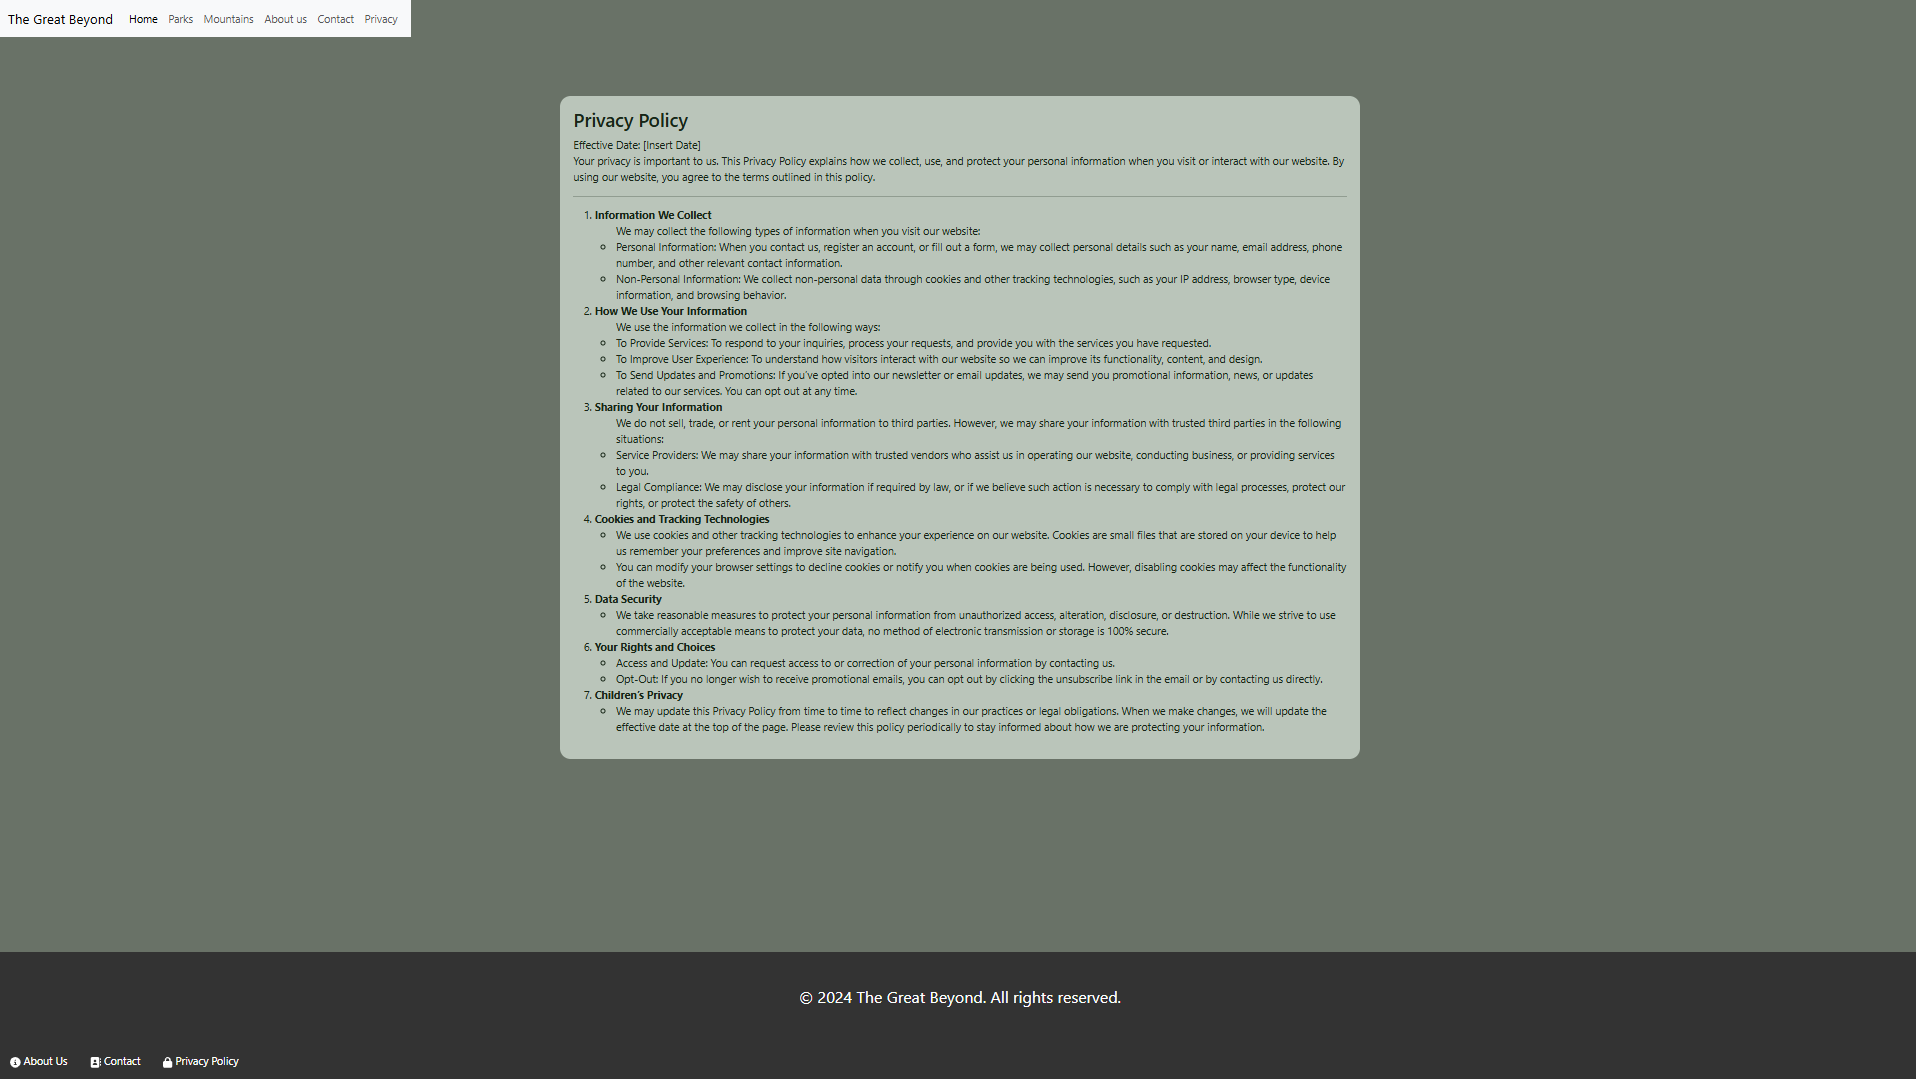 The Great Beyond Home Parks Mountains About us Contact Privacy
Privacy Policy
Effective Date: [Insert Date]
Your privacy is important to us. This Privacy Policy explains how we collect, use, and protect your personal information when you visit or interact with our website. By
using our website, you agree to the terms outlined in this policy.
1. Information We Collect
We may collect the following types of information when you visit our website:
Personal Information: When you contact us, register an account, or fill out a form, we may collect personal details such as your name, email address, phone
number, and other relevant contact information.
Non-Personal Information: We collect non-personal data through cookies and other tracking technologies, such as your IP address, browser type, device
information, and browsing behavior.
2. How We Use Your Information
We use the information we collect in the following ways:
To Provide Services: To respond to your inquiries, process your requests, and provide you with the services you have requested.
To Improve User Experience: To understand how visitors interact with our website so we can improve its functionality, content, and design.
To Send Updates and Promotions: If you've opted into our newsletter or email updates, we may send you promotional information, news, or updates
related to our services. You can opt out at any time.
3. Sharing Your Information
We do not sell, trade, or rent your personal information to third parties. However, we may share your information with trusted third parties in the following
situations:
Service Providers: We may share your information with trusted vendors who assist us in operating our website, conducting business, or providing services
to you.
Legal Compliance: We may disclose your information if required by law, or if we believe such action is necessary to comply with legal processes, protect our
rights, or protect the safety of others.
4. Cookies and Tracking Technologies
We use cookies and other tracking technologies to enhance your experience on our website. Cookies are small files that are stored on your device to help
us remember your preferences and improve site navigation.
You can modify your browser settings to decline cookies or notify you when cookies are being used. However, disabling cookies may affect the functionality
of the website.
5. Data Security
We take reasonable measures to protect your personal information from unauthorized access, alteration, disclosure, or destruction. While we strive to use
commercially acceptable means to protect your data, no method of electronic transmission or storage is 100% secure.
6. Your Rights and Choices
Access and Update: You can request access to or correction of your personal information by contacting us.
Opt-Out: If you no longer wish to receive promotional emails, you can opt out by clicking the unsubscribe link in the email or by contacting us directly.
7. Children's Privacy
We may update this Privacy Policy from time to time to reflect changes in our practices or legal obligations. When we make changes, we will update the
effective date at the top of the page. Please review this policy periodically to stay informed about how we are protecting your information.
© 2024 The Great Beyond. All rights reserved.
About Us Contact Privacy Policy